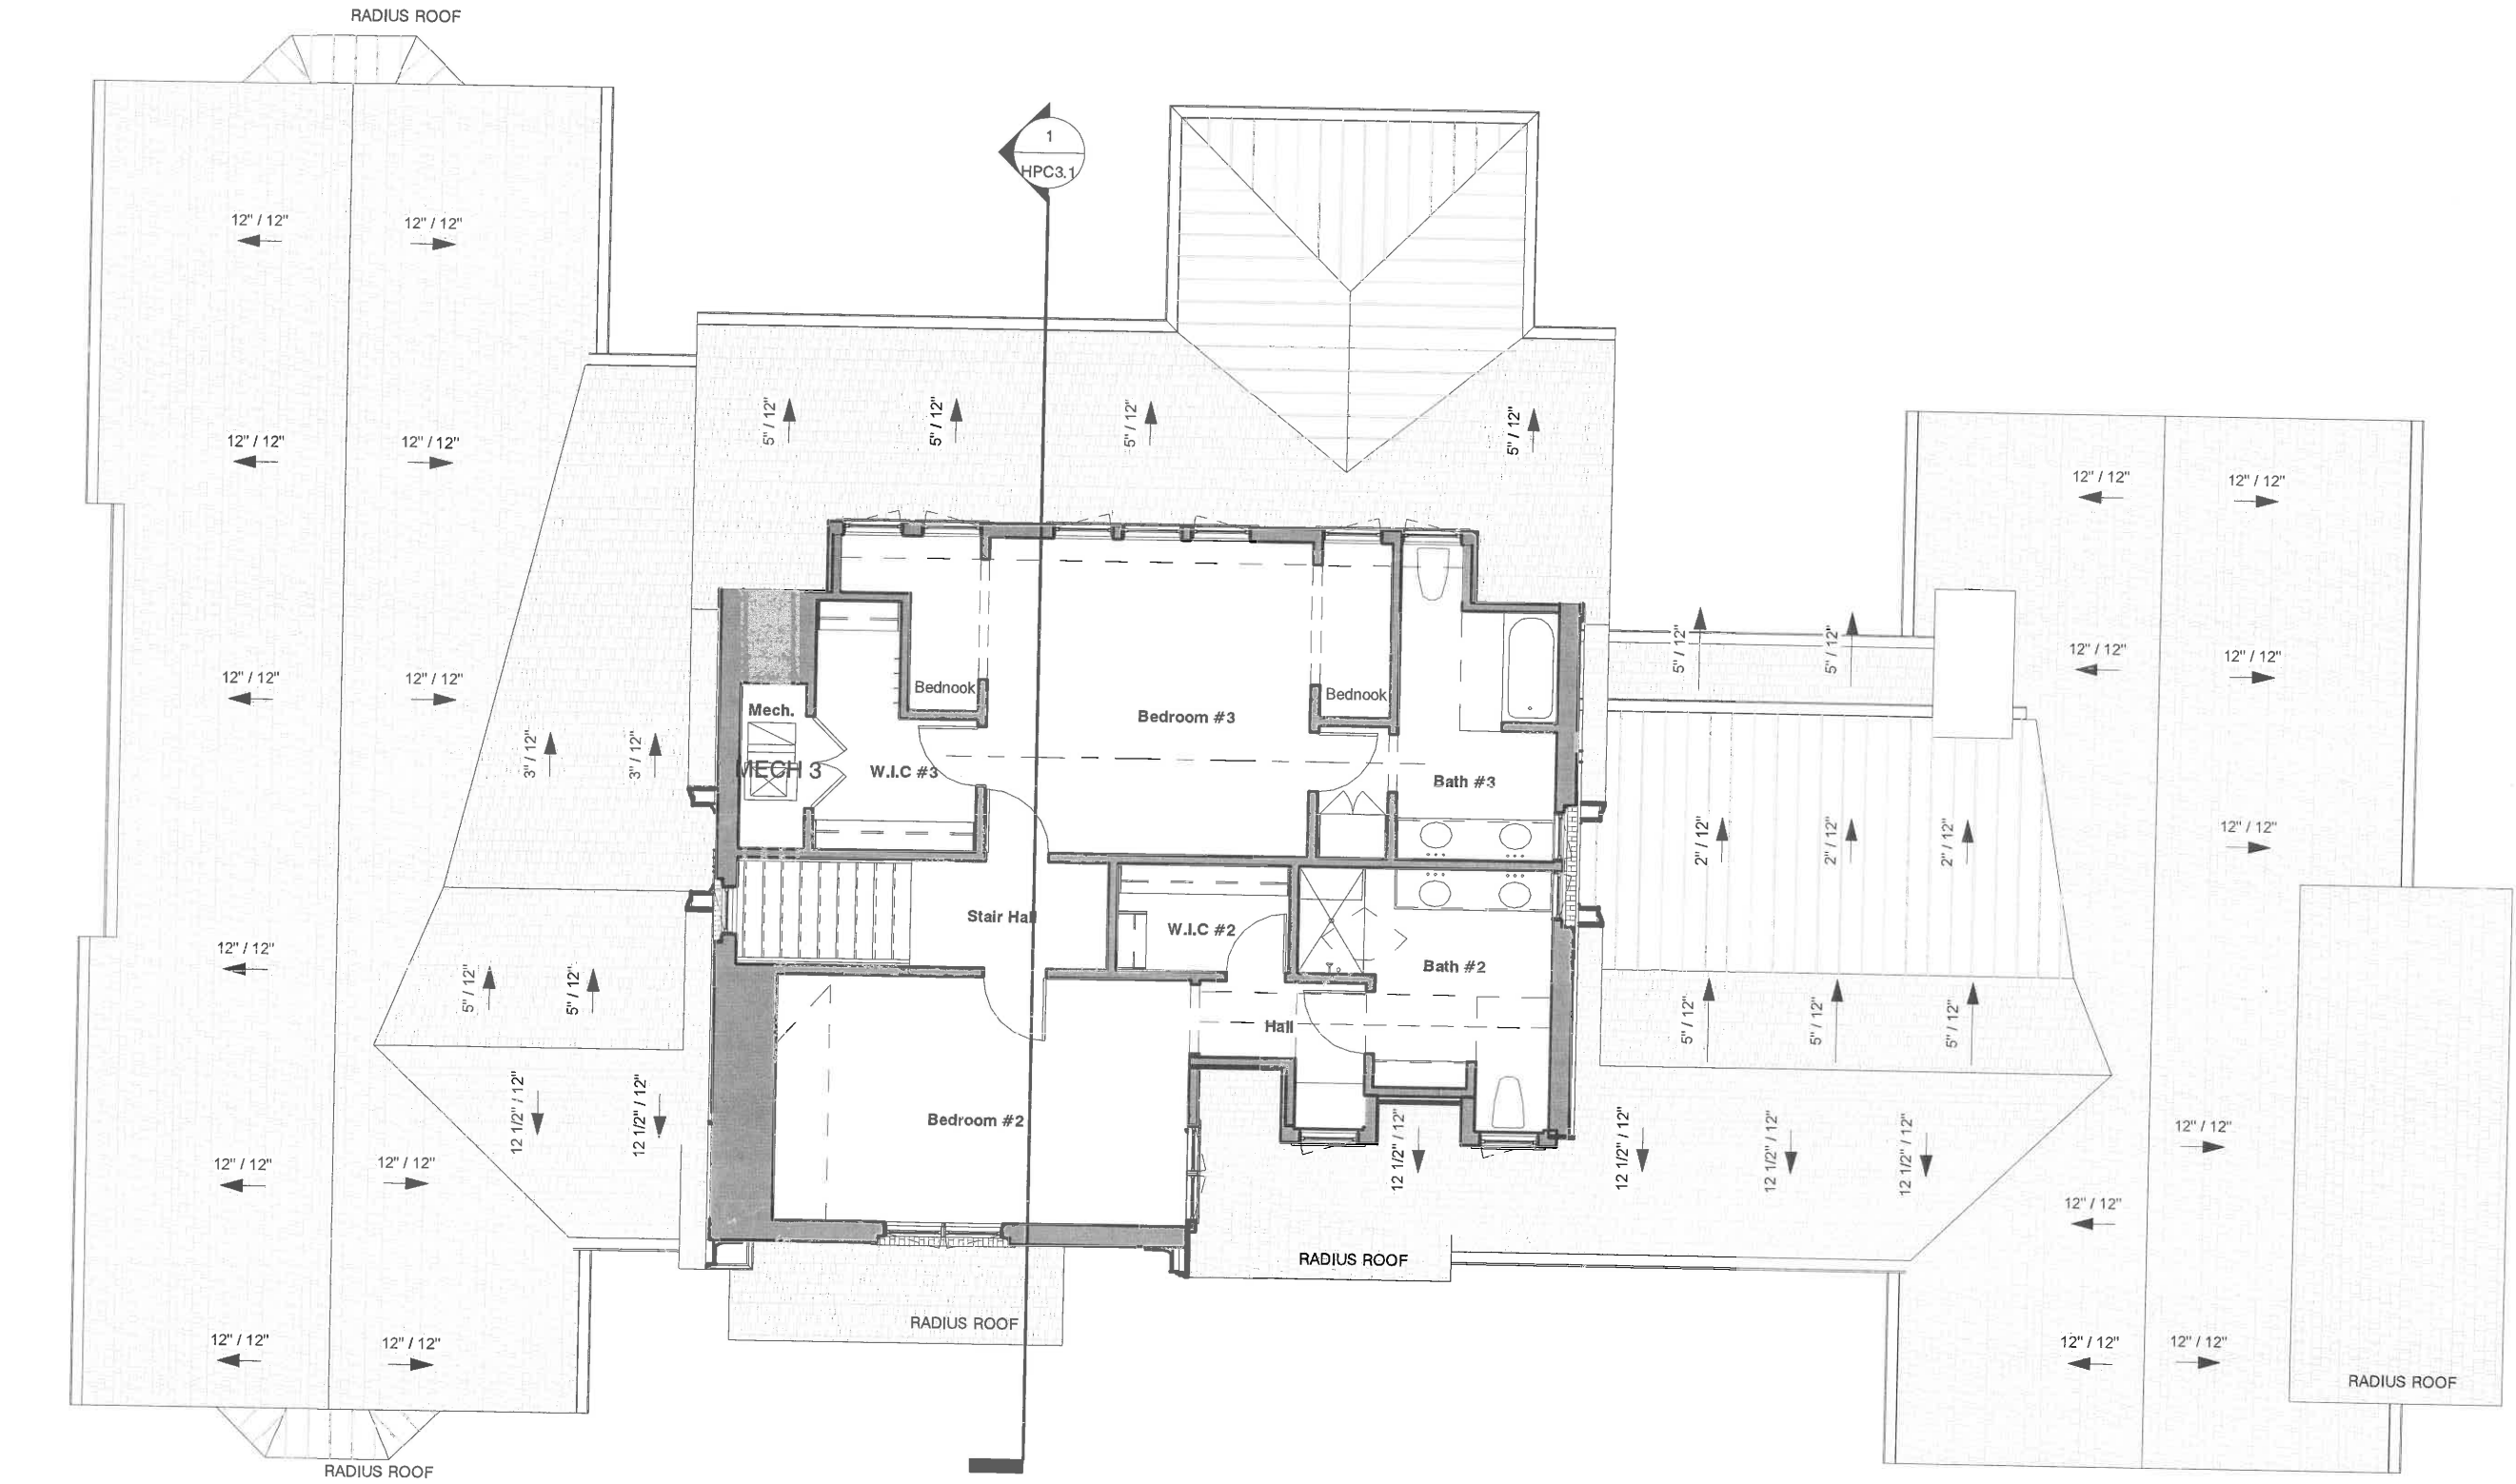 RADIUS ROOF
1
HPC3.1
12" / 12"
12" / 12"
5" / 12"
5" / 12"
5" / 12"
5" / 12"
12" / 12"
12" / 12"
12" / 12"
12" / 12"
5" / 12"
5" / 12"
12" / 12"
12" / 12"
12" / 12"
12" / 12"
Bednook
Bednook
Mech.
Bedroom #3
3" / 12"
3" / 12"
MECH 3
W.I.C #3
Bath #3
2" / 12"
2" / 12"
2" / 12"
12" / 12"
Stair Hall
W.I.C #2
12" / 12"
Bath #2
5" / 12"
5" / 12"
5" / 12"
5" / 12"
5" / 12"
Hall
12 1/2" / 12"
12 1/2" / 12"
Bedroom #2
12 1/2" / 12"
12 1/2" / 12"
12 1/2" / 12"
12 1/2" / 12"
12" / 12"
12" / 12"
12" / 12"
12" / 12"
RADIUS ROOF
RADIUS ROOF
12" / 12"
12" / 12"
12" / 12"
12" / 12"
RADIUS ROOF
RADIUS ROOF